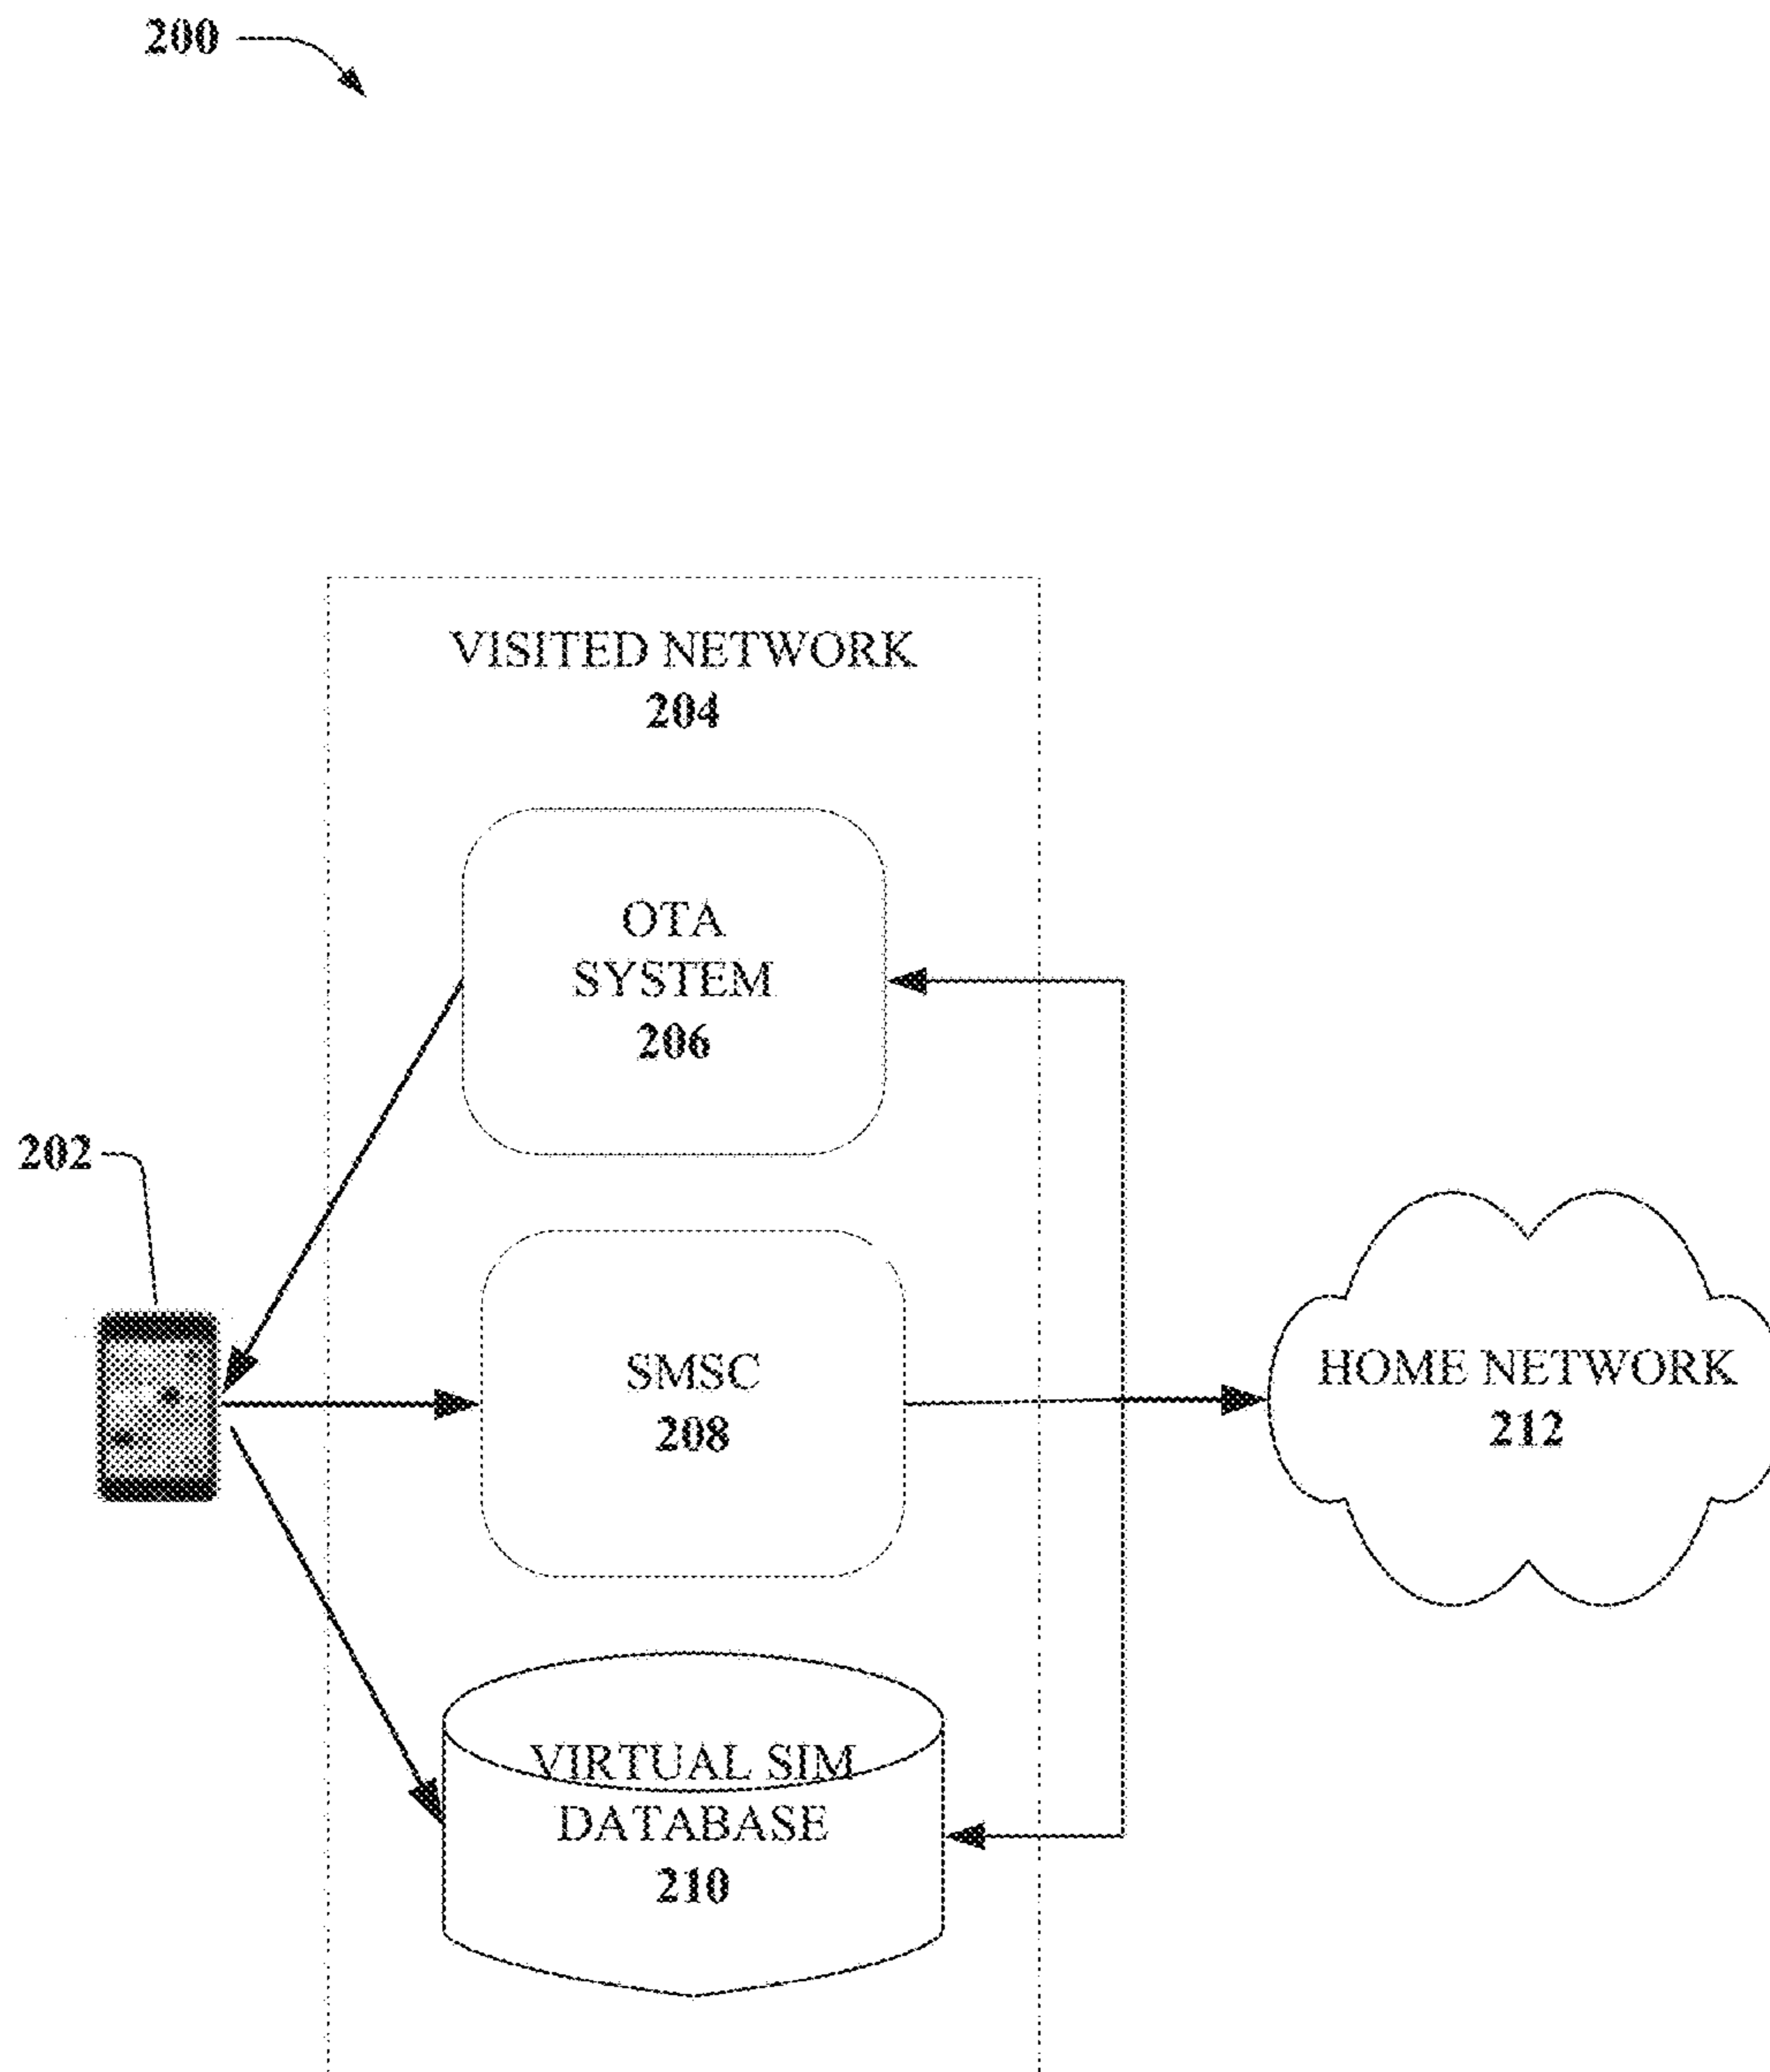 200
VISITED NETWORK
204
OTA
SYSTEM
206
202
SMSC
208
HOME NETWORK
212
VIRTUAL SIM
DATABASE
210